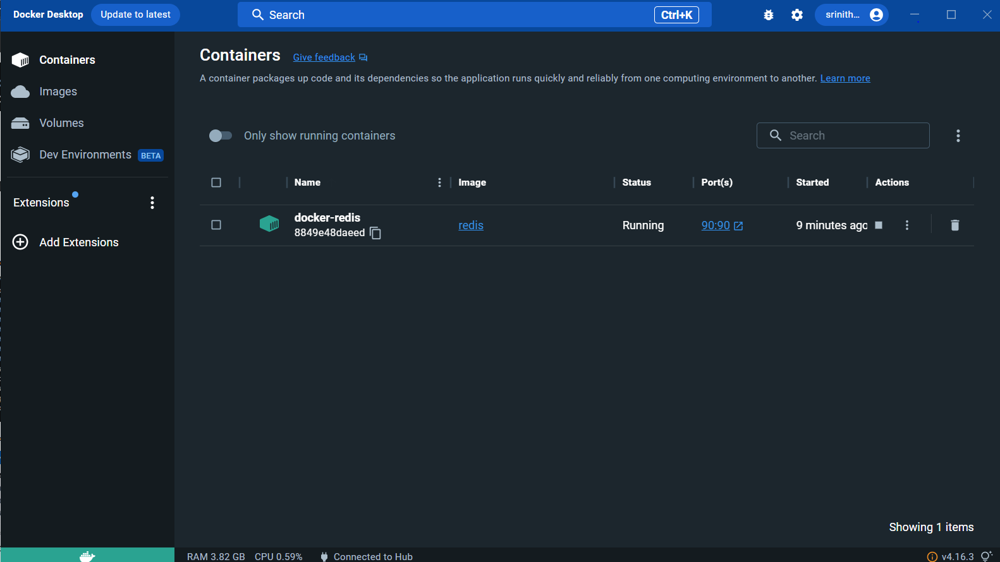 Docker Desktop Update to latest Search Ctrl+K srinith...
Containers
Images
Volumes
Dev Environments BETA
Extensions
Add Extensions
Containers Give feedback
A container packages up code and its dependencies so the application runs quickly and reliably from one computing environment to another. Learn more
Only show running containers Search
Name Image Status Port(s) Started Actions
docker-redis
8849e48daeed redis Running 90:90 9 minutes ago
Showing 1 items
RAM 3.82 GB CPU 0.59% Connected to Hub v4.16.3